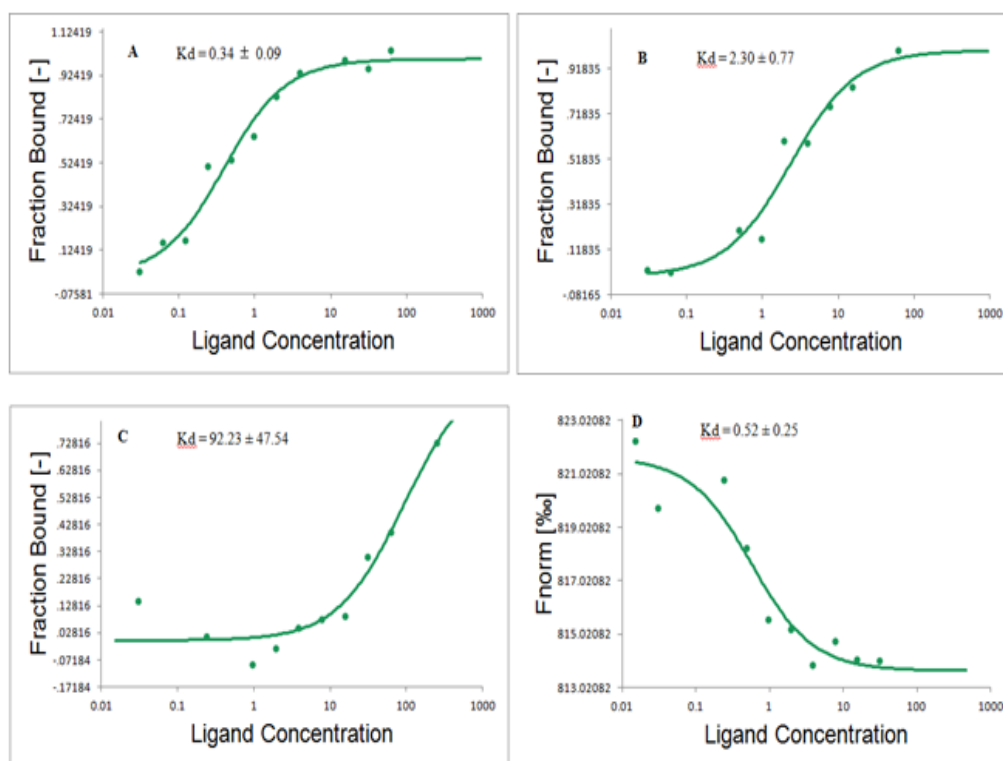 A
Kd = 0.34 ± 0.09
Fraction Bound [-]
1.12419
.92419
.72419
.52419
.32419
.12419
-.07581
0.01 0.1 1 10 100 1000
Ligand Concentration
B
Kd = 2.30 ± 0.77
Fraction Bound [-]
.91835
.71835
.51835
.31835
.11835
-.08165
0.01 0.1 1 10 100 1000
Ligand Concentration
C
Kd = 92.23 ± 47.54
Fraction Bound [-]
.72816
.62816
.52816
.42816
.32816
.22816
.12816
.02816
-.07184
-.17184
0.01 0.1 1 10 100 1000
Ligand Concentration
D
Kd = 0.52 ± 0.25
Fnorm [‰]
823.02082
821.02082
819.02082
817.02082
815.02082
813.02082
0.01 0.1 1 10 100 1000
Ligand Concentration